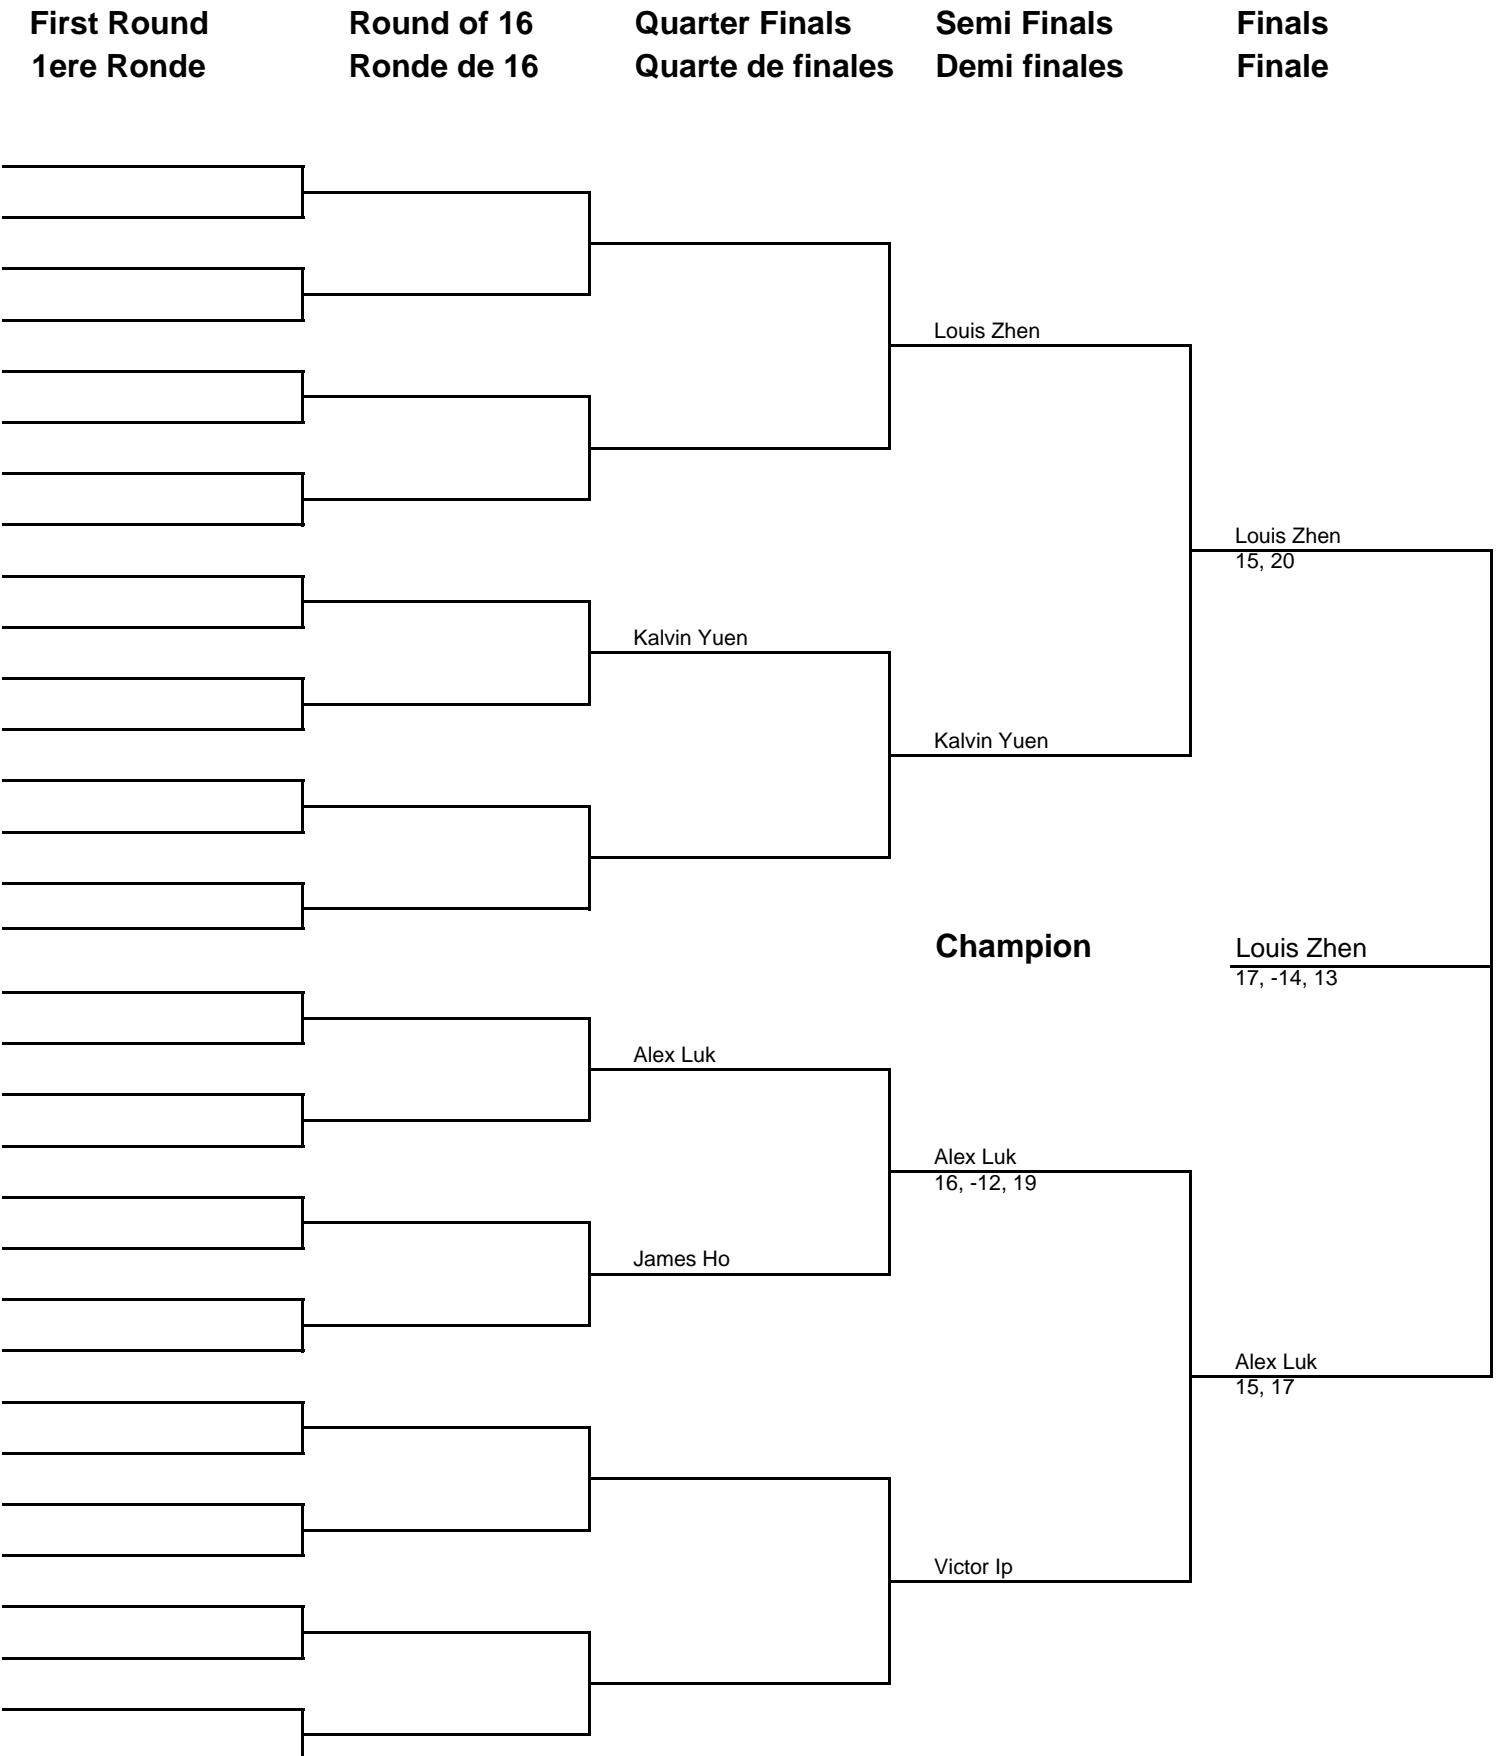 First Round
Round of 16
Quarter Finals
Semi Finals
Finals
1ere Ronde
Ronde de 16
Quarte de finales
Demi finales
Finale
Louis Zhen
Louis Zhen
15, 20
Kalvin Yuen
Kalvin Yuen
Champion
Louis Zhen
17, -14, 13
Alex Luk
Alex Luk
16, -12, 19
James Ho
Alex Luk
15, 17
Victor Ip